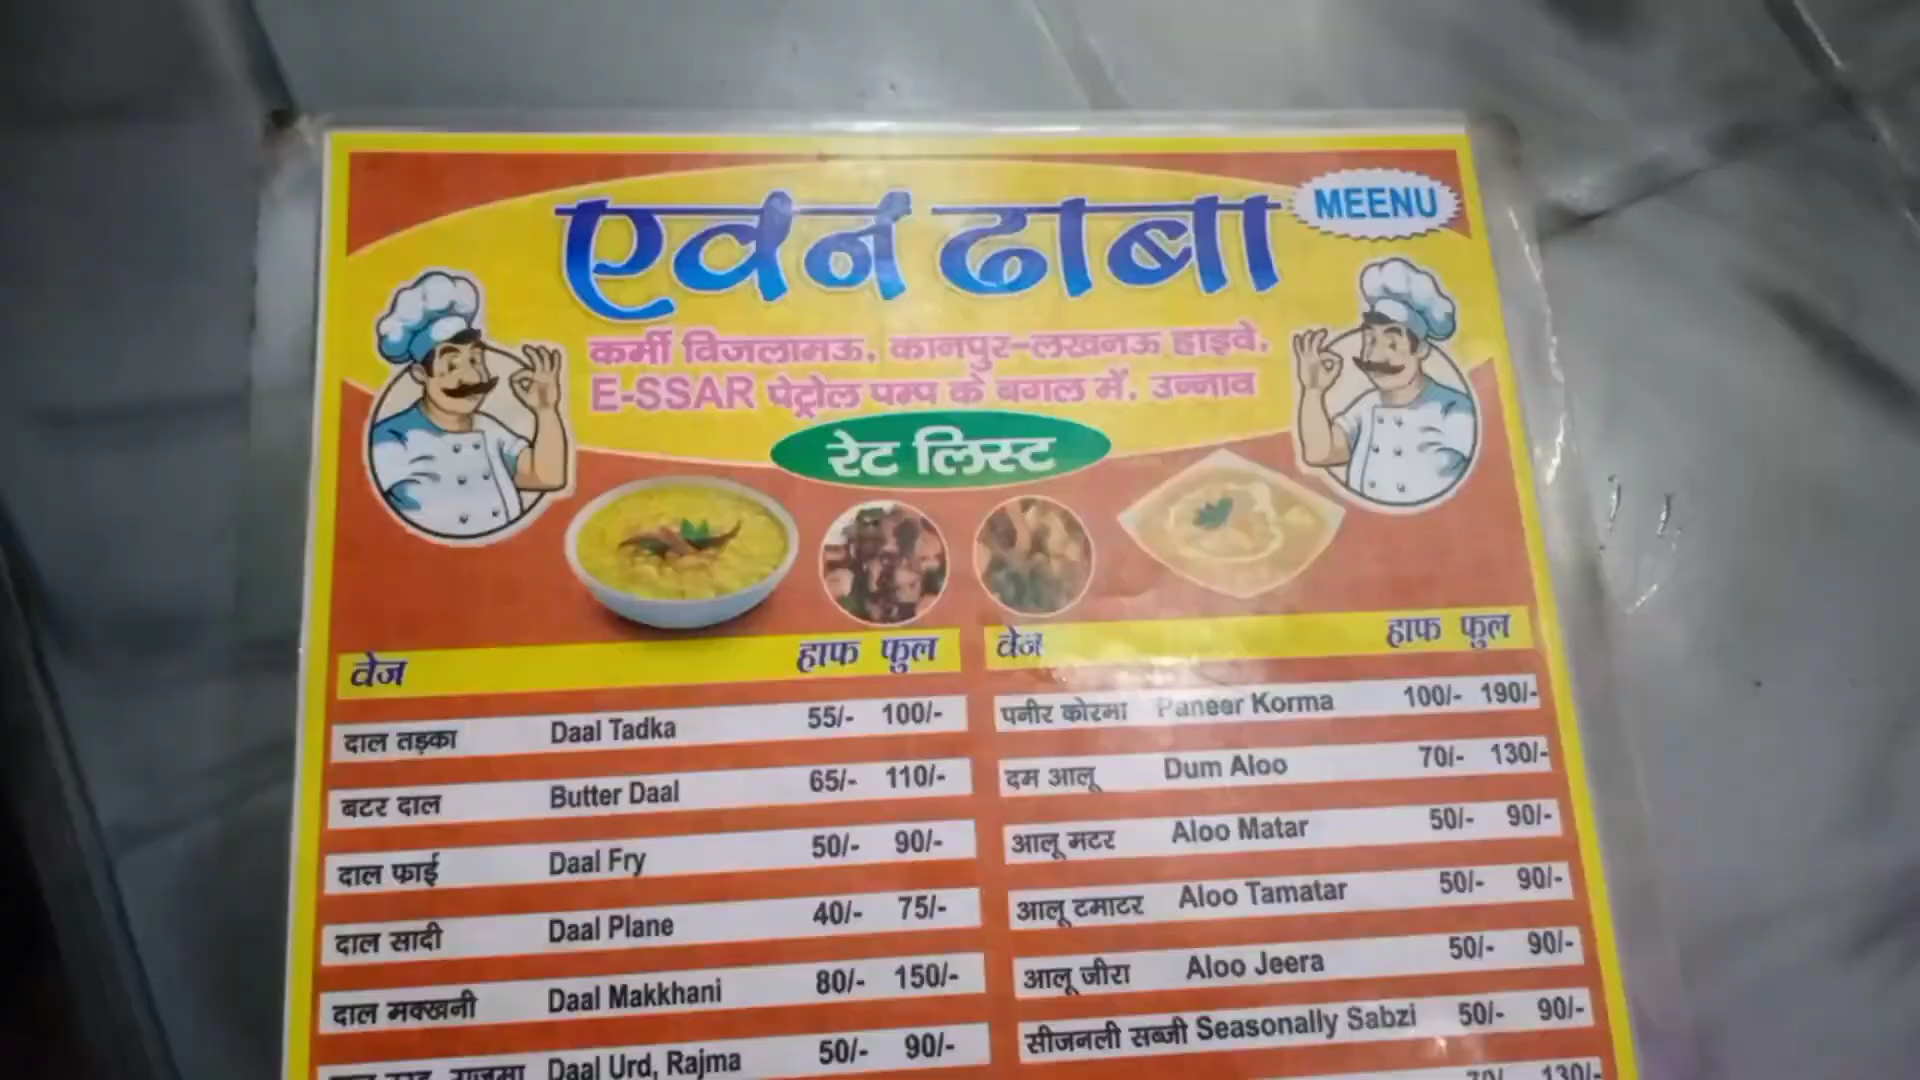 एवन ढाबा
MEENU
कर्मी विजलामऊ, कानपुर-लखनऊ हाइवे,
E-SSAR पेट्रोल पम्प के बगल में, उन्नाव
रेट लिस्ट
वेज हाफ फुल
दाल तड़का Daal Tadka 55/- 100/-
बटर दाल Butter Daal 65/- 110/-
दाल फाई Daal Fry 50/- 90/-
दाल सादी Daal Plane 40/- 75/-
दाल मक्खनी Daal Makkhani 80/- 150/-
राजमा Daal Urd, Rajma 50/- 90/-
वेज हाफ फुल
पनीर कोरमा Paneer Korma 100/- 190/-
दम आलू Dum Aloo 70/- 130/-
आलू मटर Aloo Matar 50/- 90/-
आलू टमाटर Aloo Tamatar 50/- 90/-
आलू जीरा Aloo Jeera 50/- 90/-
सीजनली सब्जी Seasonally Sabzi 50/- 90/-
70/- 130/-